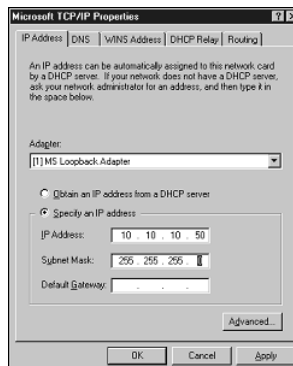 Microsoft TCP/IP Properties
IP Address DNS WINS Address DHCP Relay Routing
An IP address can be automatically assigned to this network card
by a DHCP server. If your network does not have a DHCP server,
ask your network administrator for an address, and then type it in
the space below.
Adapter:
[1] MS Loopback Adapter
Obtain an IP address from a DHCP server
Specify an IP address
IP Address: 10 . 10 . 10 . 50
Subnet Mask: 255 . 255 . 255 . 0
Default Gateway: . . .
Advanced...
OK Cancel Apply